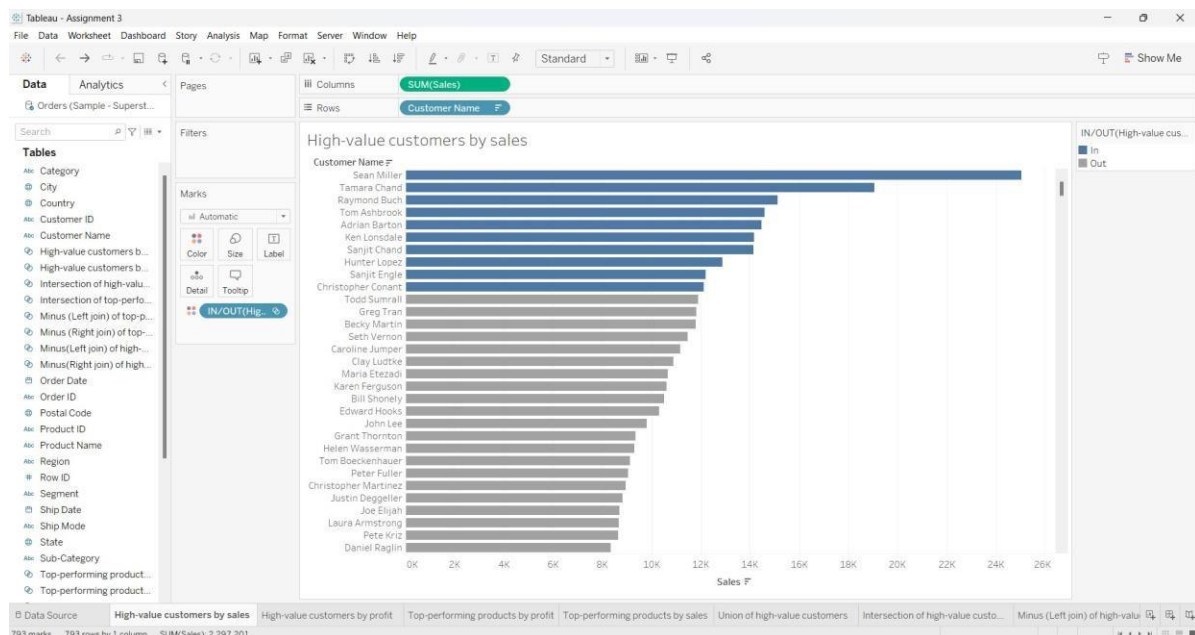 Tableau - Assignment 3
File Data Worksheet Dashboard Story Analysis Map Format Server Window Help
Standard
Show Me
Data
Analytics
Orders (Sample - Superst...
Search
Tables
Category
City
Country
Customer ID
Customer Name
High-value customers b...
High-value customers b...
Intersection of high-valu...
Intersection of top-perfo...
Minus (Left join) of top-p...
Minus (Right join) of top-...
Minus(Left join) of high-...
Minus(Right join) of high...
Order Date
Order ID
Postal Code
Product ID
Product Name
Region
Row ID
Segment
Ship Date
Ship Mode
State
Sub-Category
Top-performing product...
Top-performing product...
Pages
Filters
Marks
Automatic
Color
Size
Label
Detail
Tooltip
IN/OUT(Hig..
Columns
SUM(Sales)
Rows
Customer Name
High-value customers by sales
Customer Name
Sean Miller
Tamara Chand
Raymond Buch
Tom Ashbrook
Adrian Barton
Ken Lonsdale
Sanjit Chand
Hunter Lopez
Sanjit Engle
Christopher Conant
Todd Sumrall
Greg Tran
Becky Martin
Seth Vernon
Caroline Jumper
Clay Ludtke
Maria Etezadi
Karen Ferguson
Bill Shonely
Edward Hooks
John Lee
Grant Thornton
Helen Wasserman
Tom Boeckenhauer
Peter Fuller
Christopher Martinez
Justin Deggeller
Joe Elijah
Laura Armstrong
Pete Kriz
Daniel Raglin
0K 2K 4K 6K 8K 10K 12K 14K 16K 18K 20K 22K 24K 26K
Sales
IN/OUT(High-value cus...
In
Out
Data Source
High-value customers by sales
High-value customers by profit
Top-performing products by profit
Top-performing products by sales
Union of high-value customers
Intersection of high-value custo...
Minus (Left join) of high-valu
793 marks 793 rows by 1 column SUM(Sales): 2,297,201